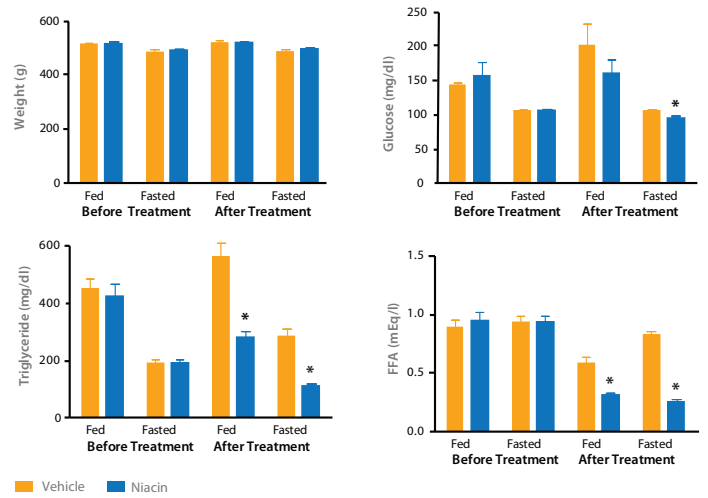 Weight (g)
600
400
200
0
Fed Fasted Fed Fasted
Before Treatment After Treatment
Glucose (mg/dl)
250
200
150
100
50
0
*
Fed Fasted Fed Fasted
Before Treatment After Treatment
Triglyceride (mg/dl)
600
400
200
0
* *
Fed Fasted Fed Fasted
Before Treatment After Treatment
FFA (mEq/l)
1.5
1.0
0.5
0.0
* *
Fed Fasted Fed Fasted
Before Treatment After Treatment
Vehicle Niacin